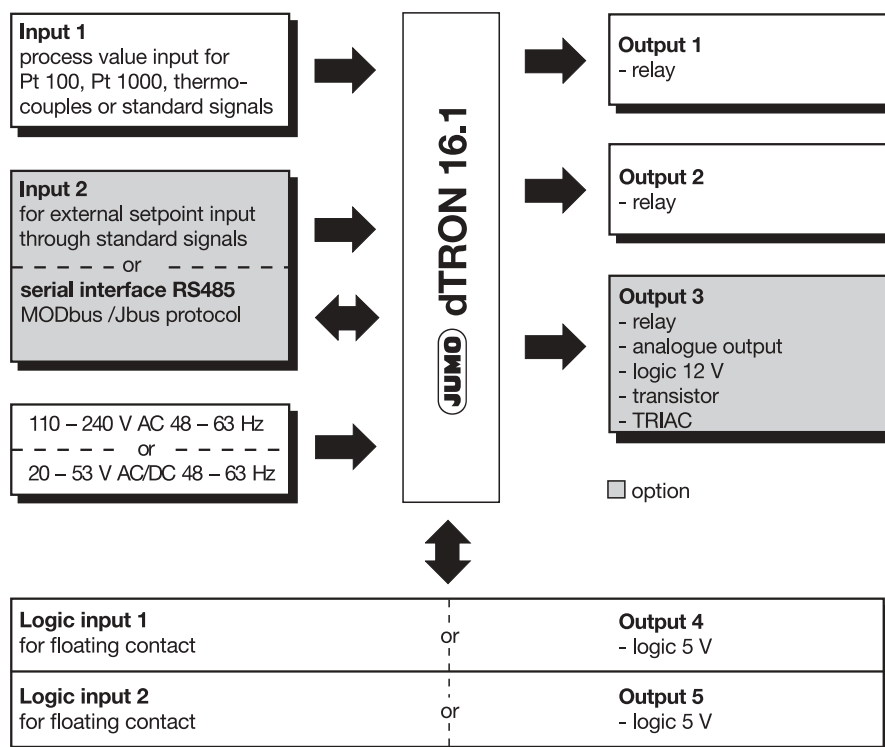 Input 1
process value input for
Pt 100, Pt 1000, thermo-
couples or standard signals
Input 2
for external setpoint input
through standard signals
or
serial interface RS485
MODbus /Jbus protocol
110 – 240 V AC 48 – 63 Hz
or
20 – 53 V AC/DC 48 – 63 Hz
JUMO dTRON 16.1
Output 1
- relay
Output 2
- relay
Output 3
- relay
- analogue output
- logic 12 V
- transistor
- TRIAC
option
Logic input 1
for floating contact
or
Output 4
- logic 5 V
Logic input 2
for floating contact
or
Output 5
- logic 5 V